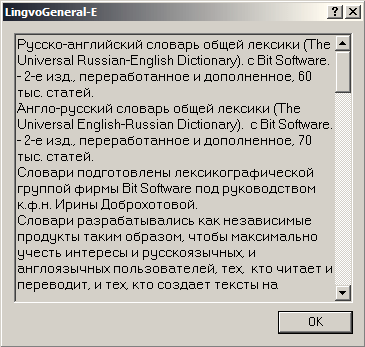 LingvoGeneral-E
Русско-английский словарь общей лексики (The
Universal Russian-English Dictionary). с Bit Software.
- 2-е изд., переработанное и дополненное, 60
тыс. статей.
Англо-русский словарь общей лексики (The
Universal English-Russian Dictionary).  с Bit Software.
- 2-е изд., переработанное и дополненное, 70
тыс. статей.
Словари подготовлены лексикографической
группой фирмы Bit Software под руководством
к.ф.н. Ирины Доброхотовой.
Словари разрабатывались как независимые
продукты таким образом, чтобы максимально
учесть интересы и русскоязычных, и
англоязычных пользователей, тех,  кто читает и
переводит, и тех, кто создает тексты на
OK